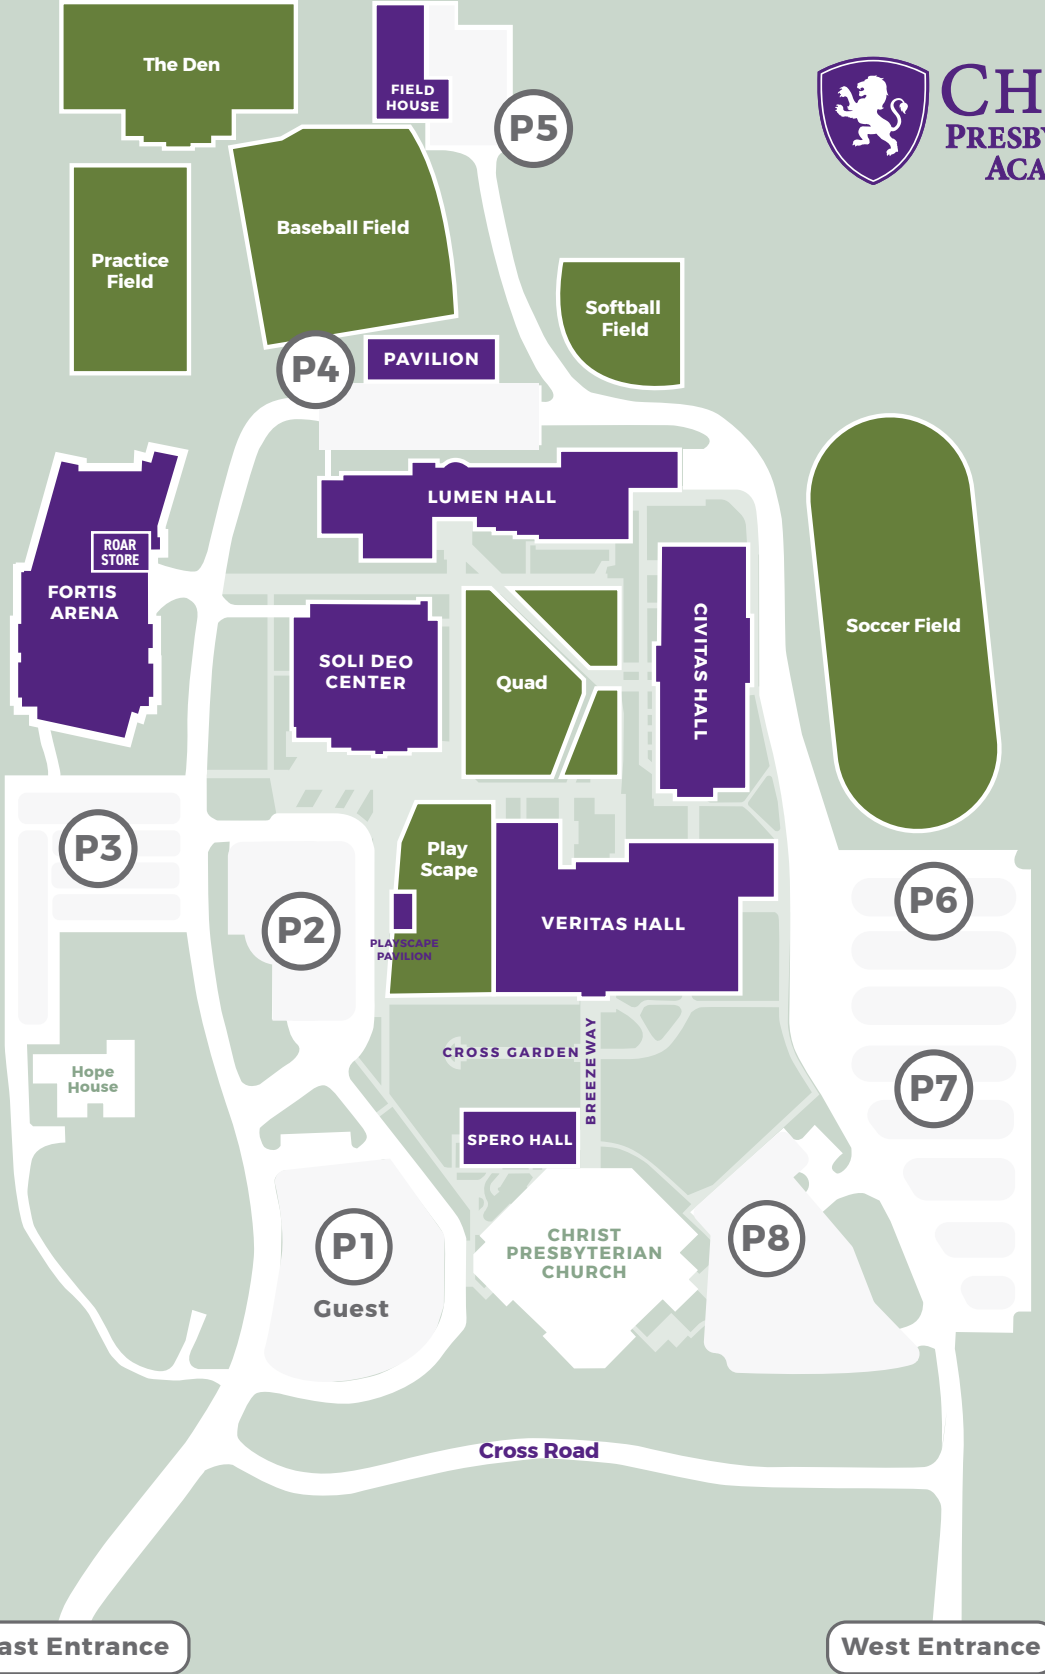 The Den
FIELD
HOUSE
P5
CH
PRESBY
ACA
Baseball Field
Practice
Field
Softball
Field
P4
PAVILION
LUMEN HALL
ROAR
STORE
FORTIS
ARENA
CIVITAS HALL
Soccer Field
SOLI DEO
CENTER
Quad
P3
Play
Scape
P6
P2
VERITAS HALL
PLAYSCAPE
PAVILION
CROSS GARDEN
BREEZEWAY
Hope
House
P7
SPERO HALL
P1
Guest
CHRIST
PRESBYTERIAN
CHURCH
P8
Cross Road
ast Entrance
West Entrance